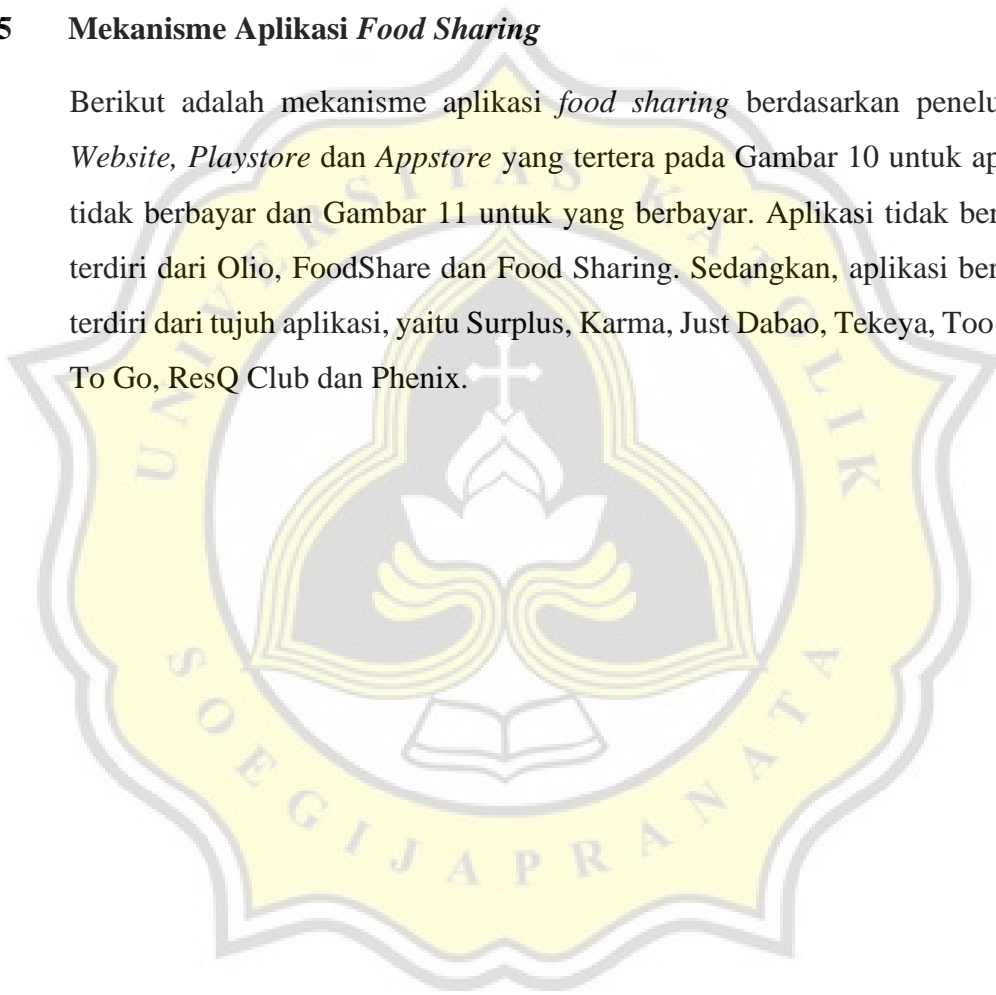 5 Mekanisme Aplikasi Food Sharing
Berikut adalah mekanisme aplikasi food sharing berdasarkan penelu
Website, Playstore dan Appstore yang tertera pada Gambar 10 untuk ap
tidak berbayar dan Gambar 11 untuk yang berbayar. Aplikasi tidak ber
terdiri dari Olio, FoodShare dan Food Sharing. Sedangkan, aplikasi ber
terdiri dari tujuh aplikasi, yaitu Surplus, Karma, Just Dabao, Tekeya, Too
To Go, ResQ Club dan Phenix.
UNIVERSITAS KATOLIK
SOEGIJAPRANATA